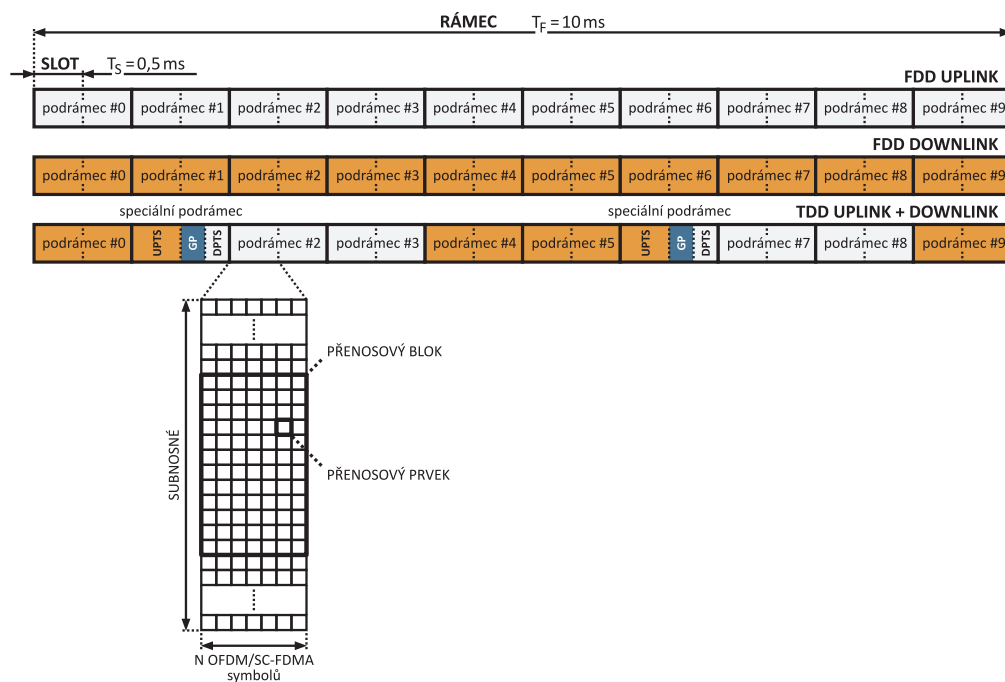 RÁMEC T_F = 10 ms
SLOT T_S = 0,5 ms
FDD UPLINK
podrámec #0 podrámec #1 podrámec #2 podrámec #3 podrámec #4 podrámec #5 podrámec #6 podrámec #7 podrámec #8 podrámec #9
FDD DOWNLINK
podrámec #0 podrámec #1 podrámec #2 podrámec #3 podrámec #4 podrámec #5 podrámec #6 podrámec #7 podrámec #8 podrámec #9
speciální podrámec speciální podrámec TDD UPLINK + DOWNLINK
podrámec #0 UPTS GP DPTS podrámec #2 podrámec #3 podrámec #4 podrámec #5 UPTS GP DPTS podrámec #7 podrámec #8 podrámec #9
PŘENOSOVÝ BLOK
SUBNOSNÉ
PŘENOSOVÝ PRVEK
N OFDM/SC-FDMA
symbolů